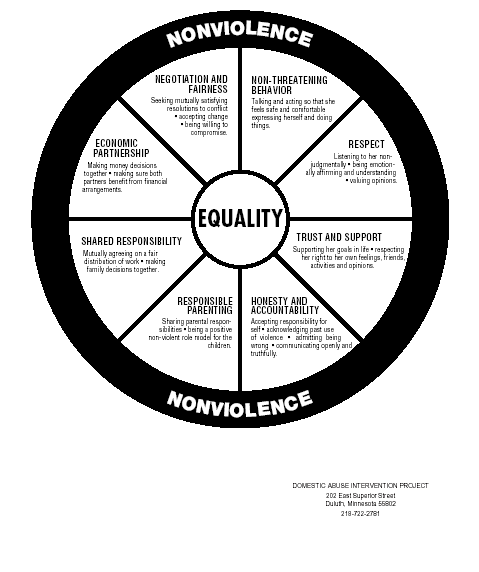 NONVIOLENCE
NEGOTIATION AND
FAIRNESS
Seeking mutually satisfying
resolutions to conflict
• accepting change
• being willing to
compromise.
NON-THREATENING
BEHAVIOR
Talking and acting so that she
feels safe and comfortable
expressing herself and doing
things.
ECONOMIC
PARTNERSHIP
Making money decisions
together • making sure both
partners benefit from financial
arrangements.
RESPECT
Listening to her non-
judgmentally • being emotion-
ally affirming and understanding
• valuing opinions.
EQUALITY
SHARED RESPONSIBILITY
Mutually agreeing on a fair
distribution of work • making
family decisions together.
TRUST AND SUPPORT
Supporting her goals in life • respecting
her right to her own feelings, friends,
activities and opinions.
RESPONSIBLE
PARENTING
Sharing parental respon-
sibilities • being a positive
non-violent role model for the
children.
HONESTY AND
ACCOUNTABILITY
Accepting responsibility for
self • acknowledging past use
of violence • admitting being
wrong • communicating openly and
truthfully.
NONVIOLENCE
DOMESTIC ABUSE INTERVENTION PROJECT
202 East Superior Street
Duluth, Minnesota 55802
218-722-2781